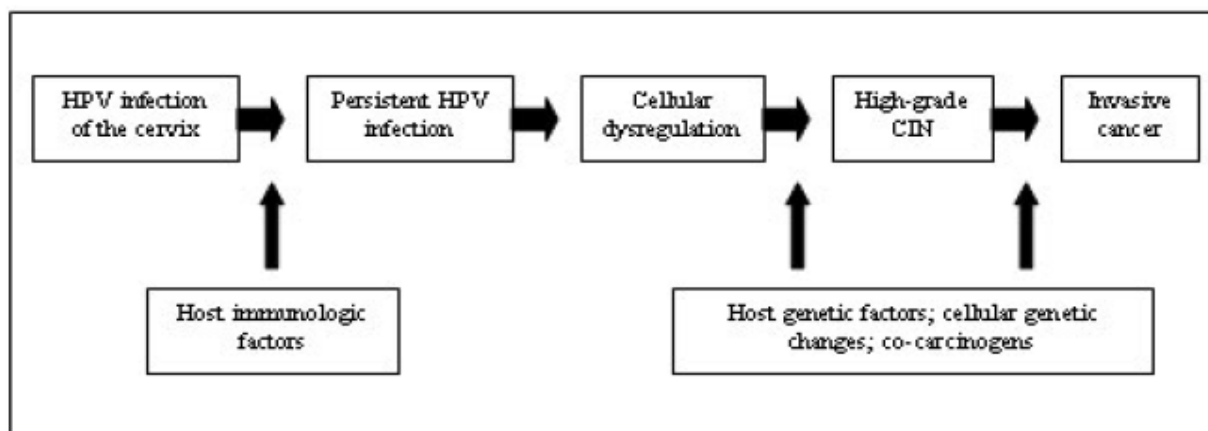 HPV infection
of the cervix
Persistent HPV
infection
Cellular
dysregulation
High-grade
CIN
Invasive
cancer
Host immunologic
factors
Host genetic factors; cellular genetic
changes; co-carcinogens